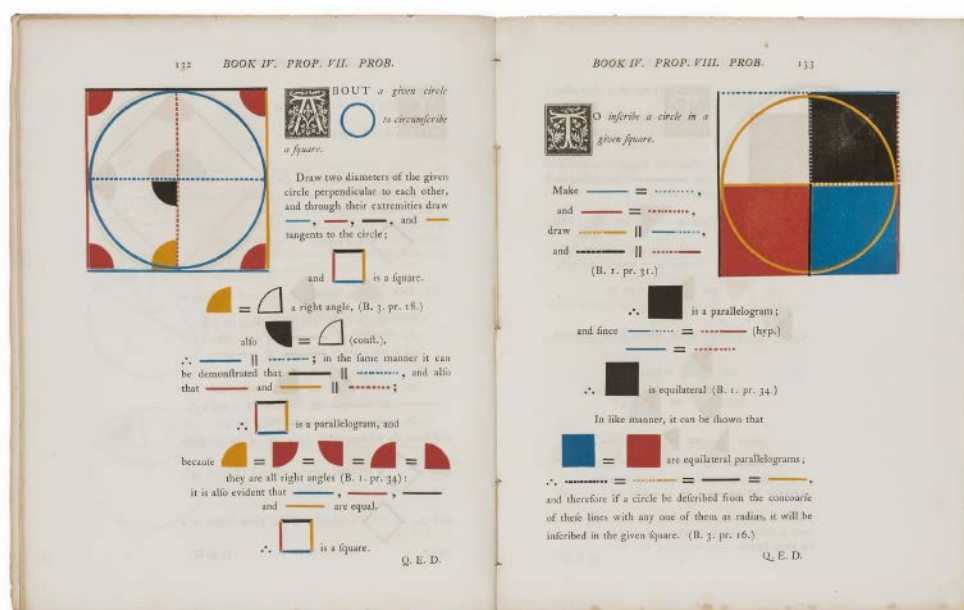 132 BOOK IV. PROP. VII. PROB.
ABOUT a given circle
to circumſcribe
a ſquare.
Draw two diameters of the given
circle perpendicular to each other,
and through their extremities draw
, , , and
tangents to the circle;
and is a ſquare.
= a right angle, (B. 3. pr. 18.)
alſo = (conſt.),
∴ || ; in the ſame manner it can
be demonſtrated that || , and alſo
that and || ;
∴ is a parallelogram, and
becauſe = = = =
they are all right angles (B. 1. pr. 34):
it is alſo evident that , ,
and are equal.
∴ is a ſquare.
Q. E. D.
BOOK IV. PROP. VIII. PROB. 133
TO inſcribe a circle in a
given ſquare.
Make = ,
and = ,
draw || ,
and ||
(B. 1. pr. 31.)
∴ is a parallelogram;
and ſince = (hyp.)
=
∴ is equilateral (B. 1. pr. 34.)
In like manner, it can be ſhown that
= are equilateral parallelograms;
∴ = = = ,
and therefore if a circle be deſcribed from the concourſe
of theſe lines with any one of them as radius, it will be
inſcribed in the given ſquare. (B. 3. pr. 16.)
Q. E. D.